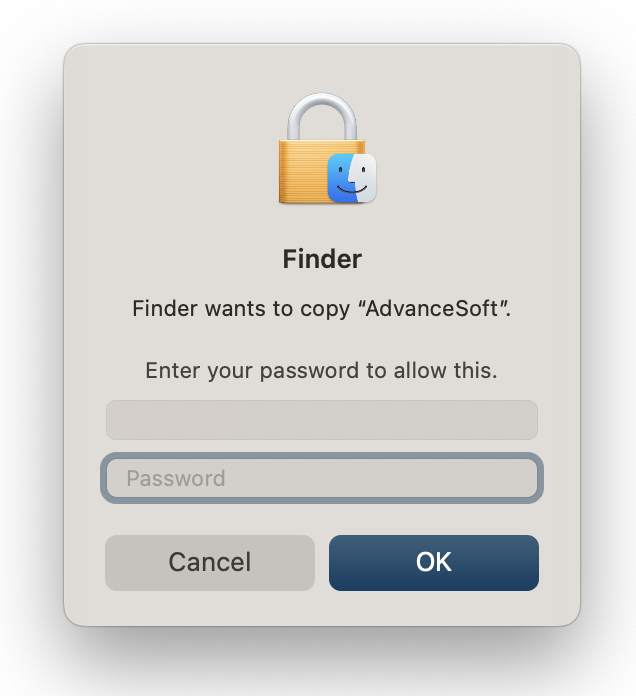 Finder
Finder wants to copy “AdvanceSoft”.
Enter your password to allow this.
Password
Cancel
OK